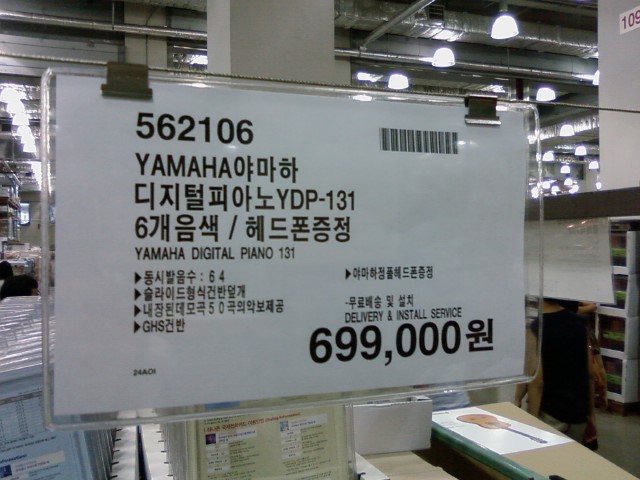 109
562106
YAMAHA야마하
디지털피아노YDP-131
6개음색 / 헤드폰증정
YAMAHA DIGITAL PIANO 131
▶동시발음수 : 64
▶슬라이드형식건반덮개
▶내장된데모곡50곡의악보제공
▶GHS건반
▶야마하정품헤드폰증정
-무료배송 및 설치
DELIVERY & INSTALL SERVICE
699,000원
24AOI